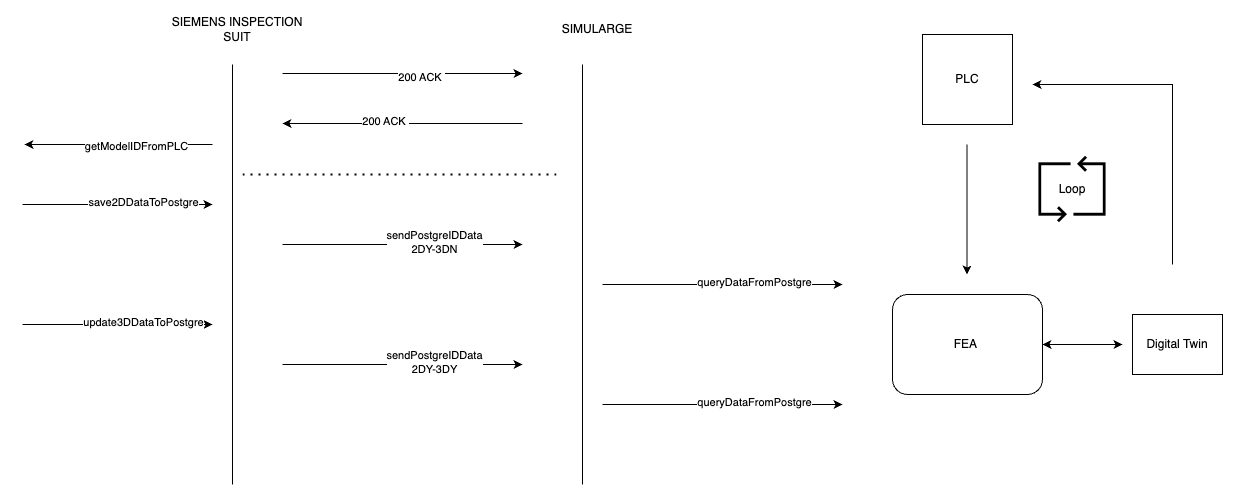 SIEMENS INSPECTION
SUIT
SIMULARGE
PLC
200 ACK
200 ACK
getModelIDFromPLC
Loop
save2DDataToPostgre
sendPostgreIDData
2DY-3DN
queryDataFromPostgre
update3DDataToPostgre
FEA
Digital Twin
sendPostgreIDData
2DY-3DY
queryDataFromPostgre